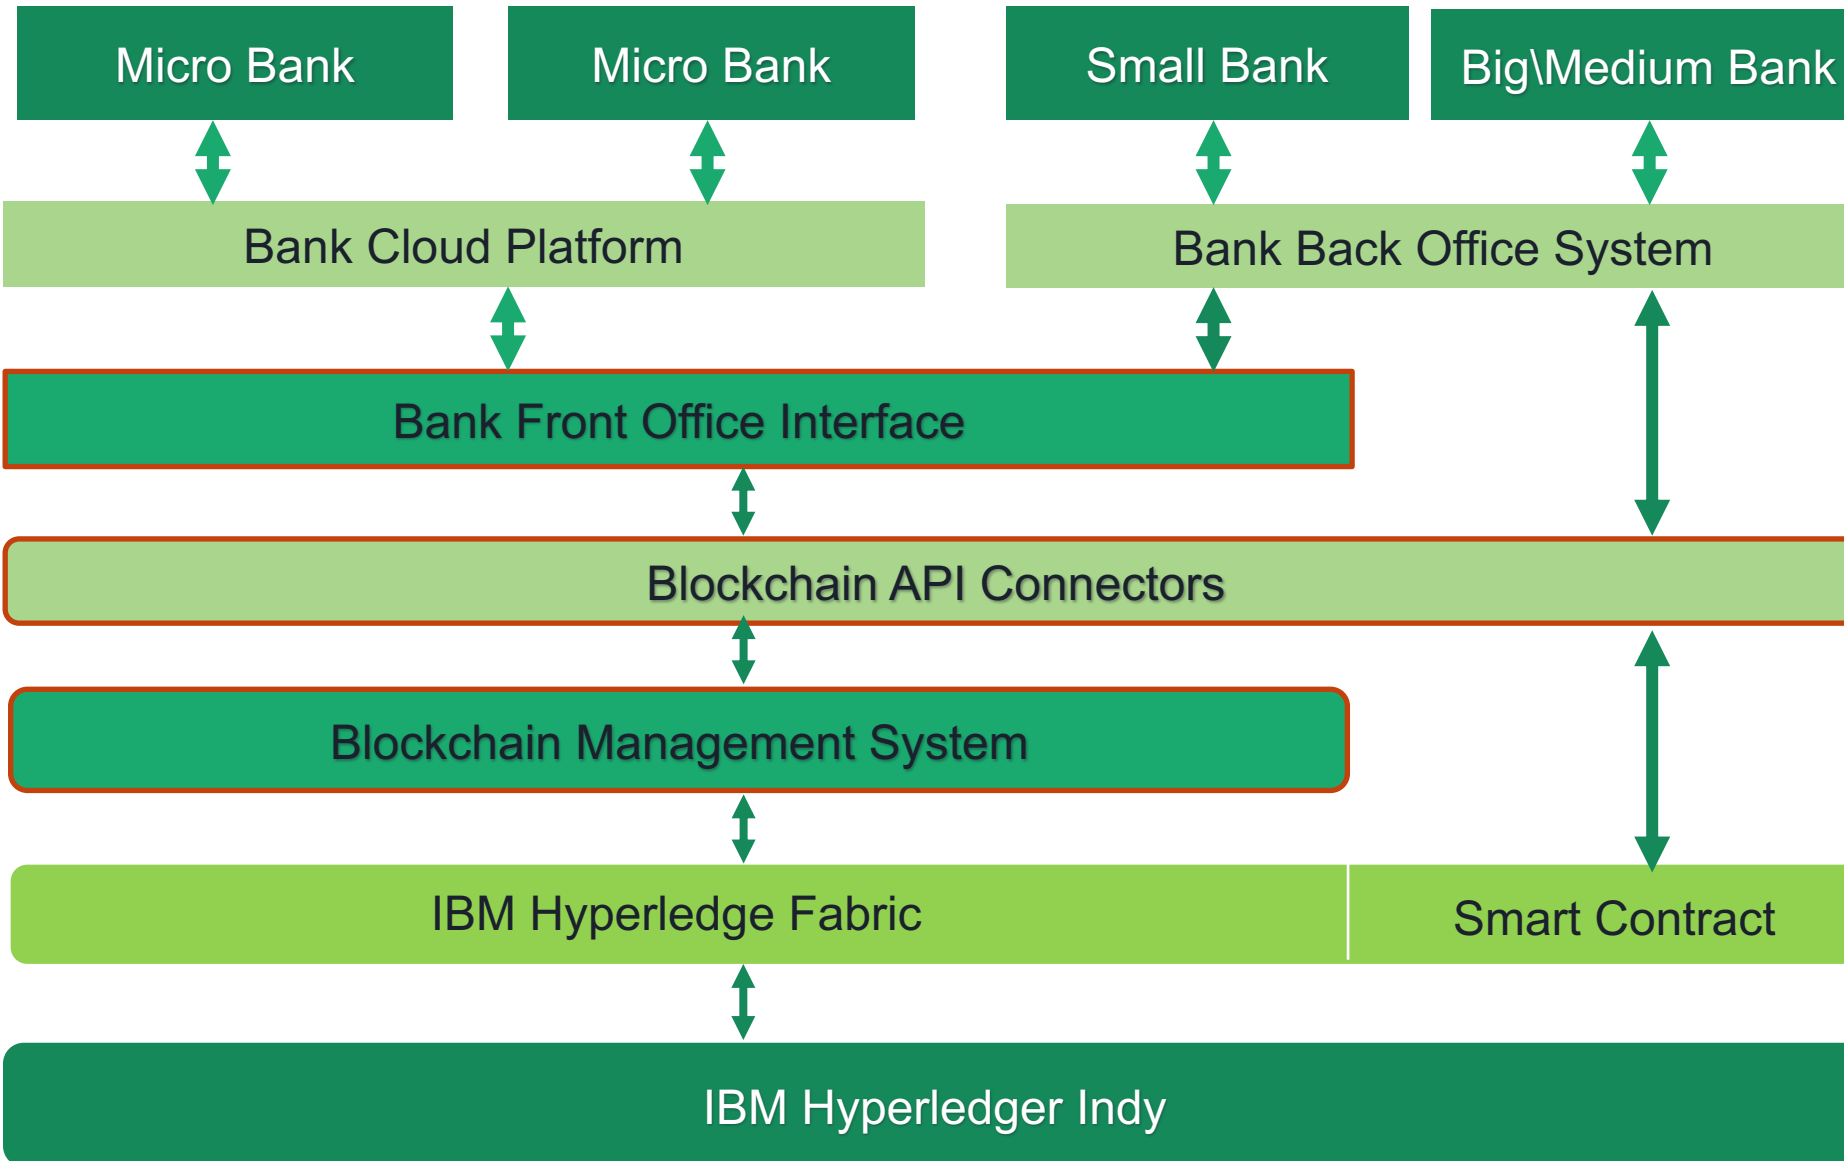 Micro Bank
Micro Bank
Small Bank
Big\Medium Bank
Bank Cloud Platform
Bank Back Office System
Bank Front Office Interface
Blockchain API Connectors
Blockchain Management System
IBM Hyperledge Fabric
Smart Contract
IBM Hyperledger Indy